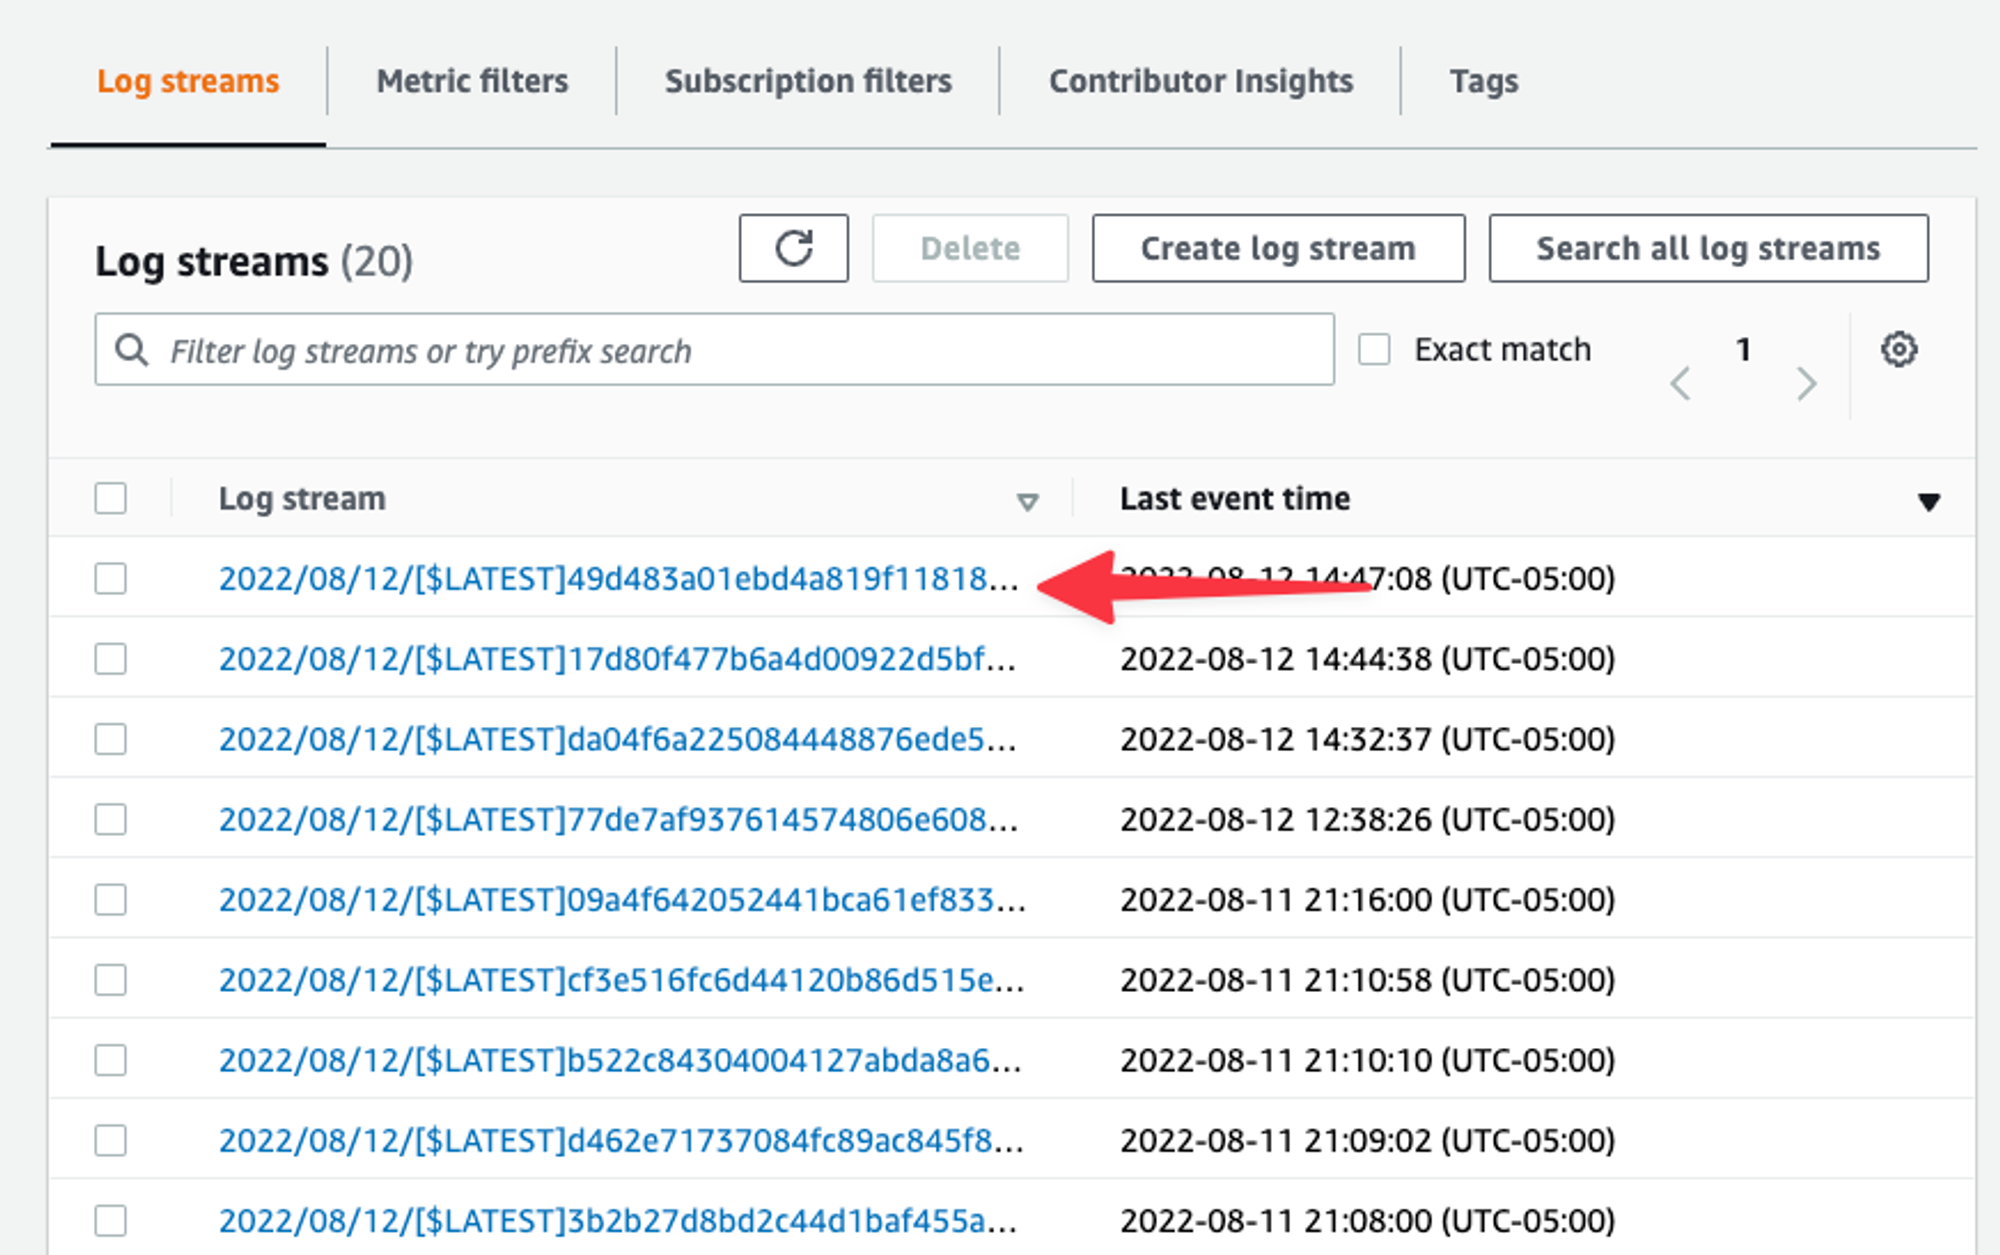 Log streams Metric filters Subscription filters Contributor Insights Tags
Log streams (20) Delete Create log stream Search all log streams
Filter log streams or try prefix search Exact match 1
Log stream Last event time
2022/08/12/[$LATEST]49d483a01ebd4a819f11818... 2022-08-12 14:47:08 (UTC-05:00)
2022/08/12/[$LATEST]17d80f477b6a4d00922d5bf... 2022-08-12 14:44:38 (UTC-05:00)
2022/08/12/[$LATEST]da04f6a225084448876ede5... 2022-08-12 14:32:37 (UTC-05:00)
2022/08/12/[$LATEST]77de7af937614574806e608... 2022-08-12 12:38:26 (UTC-05:00)
2022/08/12/[$LATEST]09a4f642052441bca61ef833... 2022-08-11 21:16:00 (UTC-05:00)
2022/08/12/[$LATEST]cf3e516fc6d44120b86d515e... 2022-08-11 21:10:58 (UTC-05:00)
2022/08/12/[$LATEST]b522c84304004127abda8a6... 2022-08-11 21:10:10 (UTC-05:00)
2022/08/12/[$LATEST]d462e71737084fc89ac845f8... 2022-08-11 21:09:02 (UTC-05:00)
2022/08/12/[$LATEST]3b2b27d8bd2c44d1baf455a... 2022-08-11 21:08:00 (UTC-05:00)